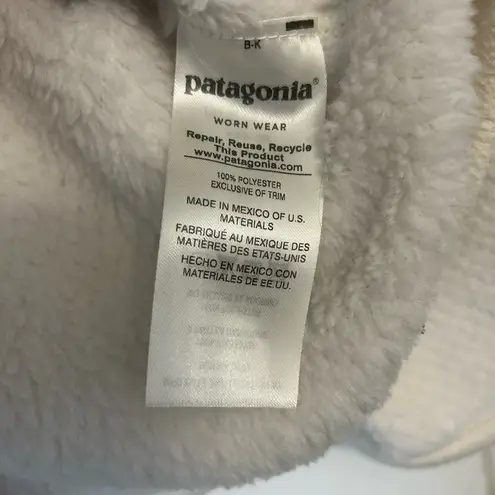 B-K
patagonia®
WORN WEAR
Repair, Reuse, Recycle
This Product
www.patagonia.com
100% POLYESTER
EXCLUSIVE OF TRIM
MADE IN MEXICO OF U.S.
MATERIALS
FABRIQUÉ AU MEXIQUE DES
MATIÈRES DES ETATS-UNIS
HECHO EN MEXICO CON
MATERIALES DE EE.UU.